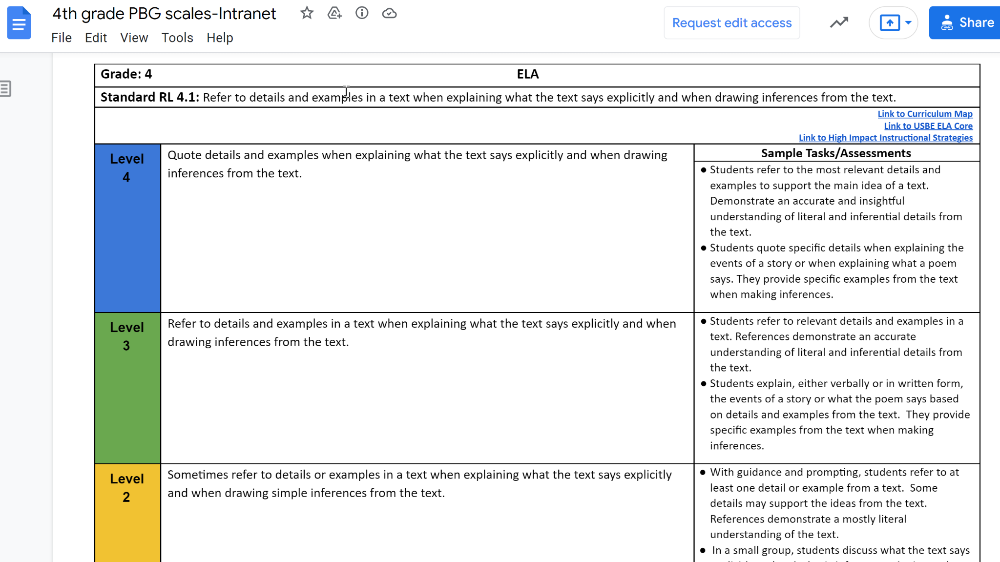 4th grade PBG scales-Intranet
File Edit View Tools Help
Request edit access
Share
Grade: 4 ELA
Standard RL 4.1: Refer to details and examples in a text when explaining what the text says explicitly and when drawing inferences from the text.
Link to Curriculum Map
Link to USBE ELA Core
Link to High Impact Instructional Strategies
Level
4
Quote details and examples when explaining what the text says explicitly and when drawing
inferences from the text.
Sample Tasks/Assessments
● Students refer to the most relevant details and
examples to support the main idea of a text.
Demonstrate an accurate and insightful
understanding of literal and inferential details from
the text.
● Students quote specific details when explaining the
events of a story or when explaining what a poem
says. They provide specific examples from the text
when making inferences.
Level
3
Refer to details and examples in a text when explaining what the text says explicitly and when
drawing inferences from the text.
● Students refer to relevant details and examples in a
text. References demonstrate an accurate
understanding of literal and inferential details from
the text.
● Students explain, either verbally or in written form,
the events of a story or what the poem says based
on details and examples from the text.  They provide
specific examples from the text when making
inferences.
Level
2
Sometimes refer to details or examples in a text when explaining what the text says explicitly
and when drawing simple inferences from the text.
● With guidance and prompting, students refer to at
least one detail or example from a text.  Some
details may support the ideas from the text.
References demonstrate a mostly literal
understanding of the text.
● In a small group, students discuss what the text says